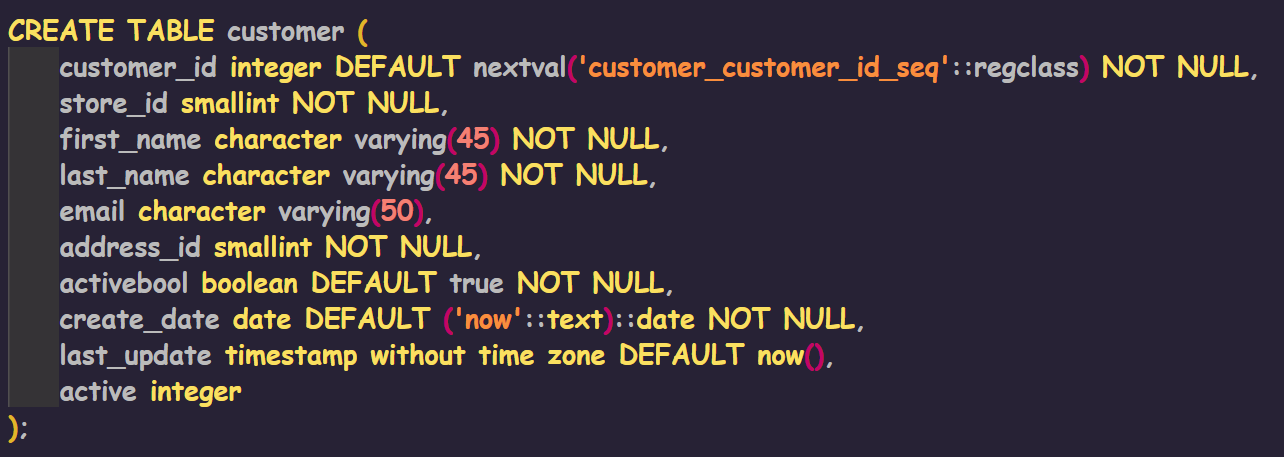 CREATE TABLE customer (
    customer_id integer DEFAULT nextval('customer_customer_id_seq'::regclass) NOT NULL,
    store_id smallint NOT NULL,
    first_name character varying(45) NOT NULL,
    last_name character varying(45) NOT NULL,
    email character varying(50),
    address_id smallint NOT NULL,
    activebool boolean DEFAULT true NOT NULL,
    create_date date DEFAULT ('now'::text)::date NOT NULL,
    last_update timestamp without time zone DEFAULT now(),
    active integer
);